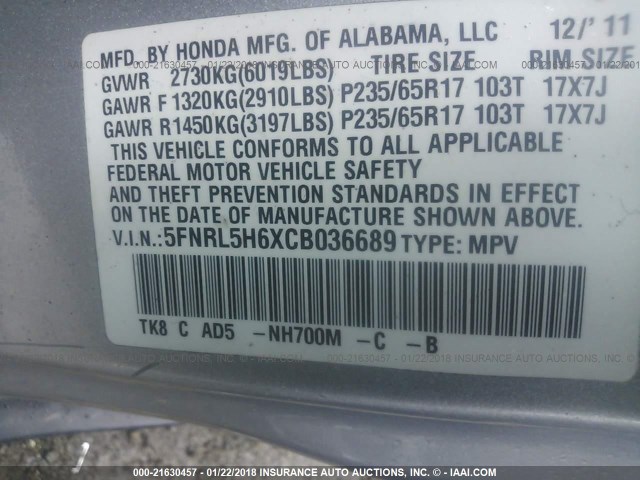 MFD. BY HONDA MFG. OF ALABAMA, LLC 12/'11
GVWR 2730KG(6019LBS) TIRE SIZE RIM SIZE
GAWR F 1320KG(2910LBS) P235/65R17 103T 17X7J
GAWR R1450KG(3197LBS) P235/65R17 103T 17X7J
THIS VEHICLE CONFORMS TO ALL APPLICABLE
FEDERAL MOTOR VEHICLE SAFETY
AND THEFT PREVENTION STANDARDS IN EFFECT
ON THE DATE OF MANUFACTURE SHOWN ABOVE.
V.I.N.:5FNRL5H6XCB036689 TYPE: MPV
TK8 C AD5 -NH700M -C -B
000-21630457 - 01/22/2018 INSURANCE AUTO AUCTIONS, INC. - © IAAI.COM